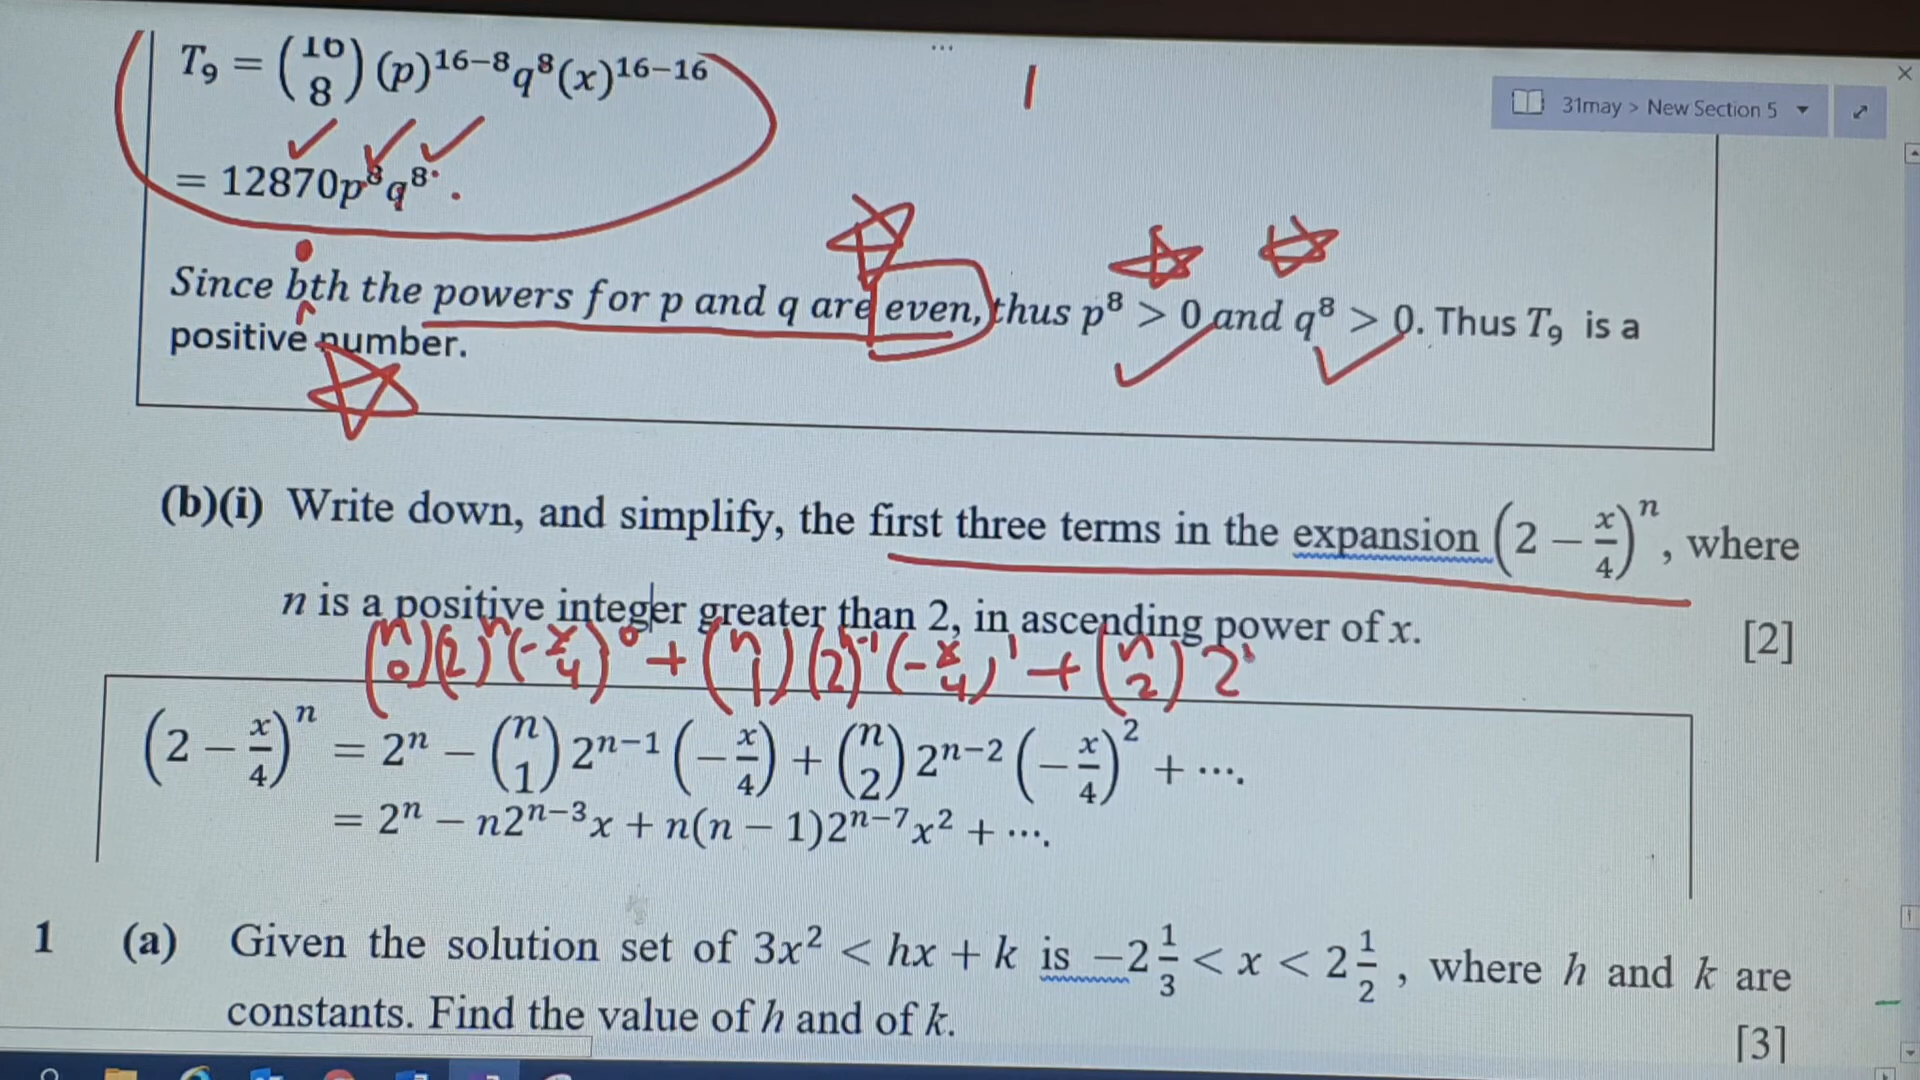 T₉ = (16 8) (p)^(16−8) q⁸(x)^(16−16)
31may > New Section 5
= 12870p⁸q⁸.
Since bth the powers for p and q are even, thus p⁸ > 0 and q⁸ > 0. Thus T₉ is a
positive number.
(b)(i) Write down, and simplify, the first three terms in the expansion (2 − x/4)ⁿ, where
n is a positive integer greater than 2, in ascending power of x. [2]
(n 0)(2)ⁿ(−x/4)⁰ + (n 1)(2)ⁿ⁻¹(−x/4)¹ + (n 2) 2
(2 − x/4)ⁿ = 2ⁿ − (n 1) 2ⁿ⁻¹ (−x/4) + (n 2) 2ⁿ⁻² (−x/4)² + ⋯.
= 2ⁿ − n2ⁿ⁻³x + n(n − 1)2ⁿ⁻⁷x² + ⋯.
1 (a) Given the solution set of 3x² < hx + k is −2 1/3 < x < 2 1/2 , where h and k are
constants. Find the value of h and of k. [3]